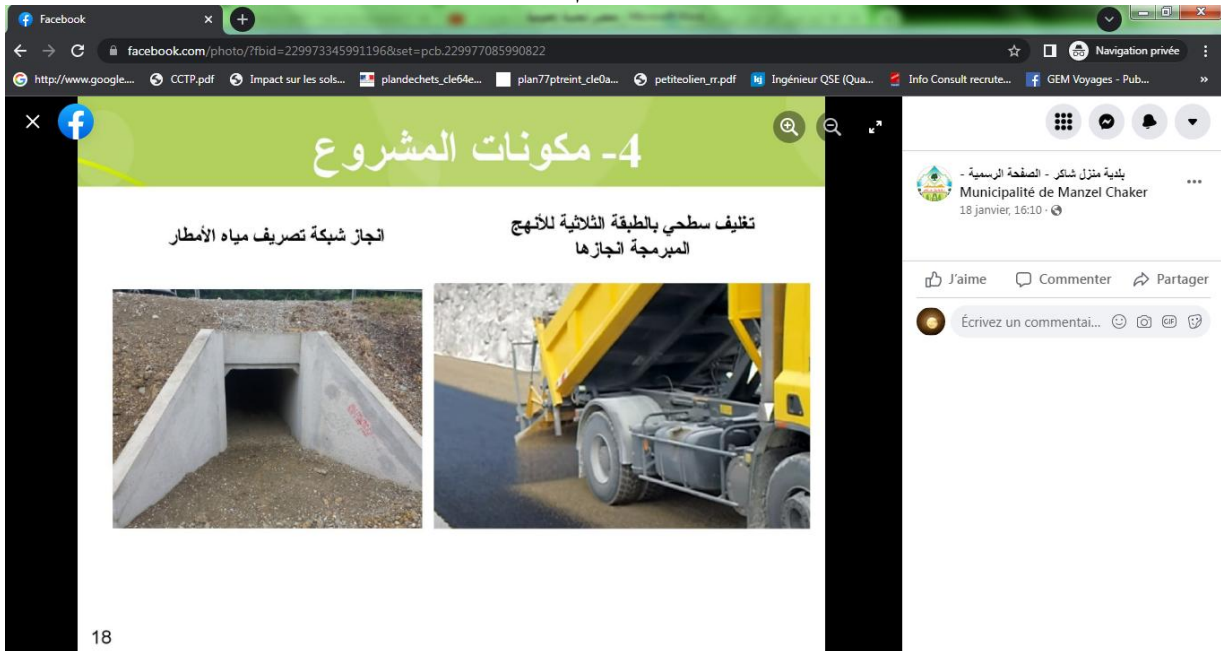 Facebook
facebook.com/photo/?fbid=229973345991196&set=pcb.229977085990822
Navigation privée
http://www.google....
CCTP.pdf
Impact sur les sols...
plandechets_cle64e...
plan77ptreint_cle0a...
petiteolien_rr.pdf
Ingénieur QSE (Qua...
Info Consult recrute...
GEM Voyages - Pub...
»
4- مكونات المشروع
تغليف سطحي بالطبقة الثلاثية للأنهج
المبرمجة انجازها
انجاز شبكة تصريف مياه الأمطار
18
بلدية منزل شاكر - الصفحة الرسمية -
Municipalité de Manzel Chaker
18 janvier, 16:10 ·
J'aime
Commenter
Partager
Écrivez un commentai...
GIF